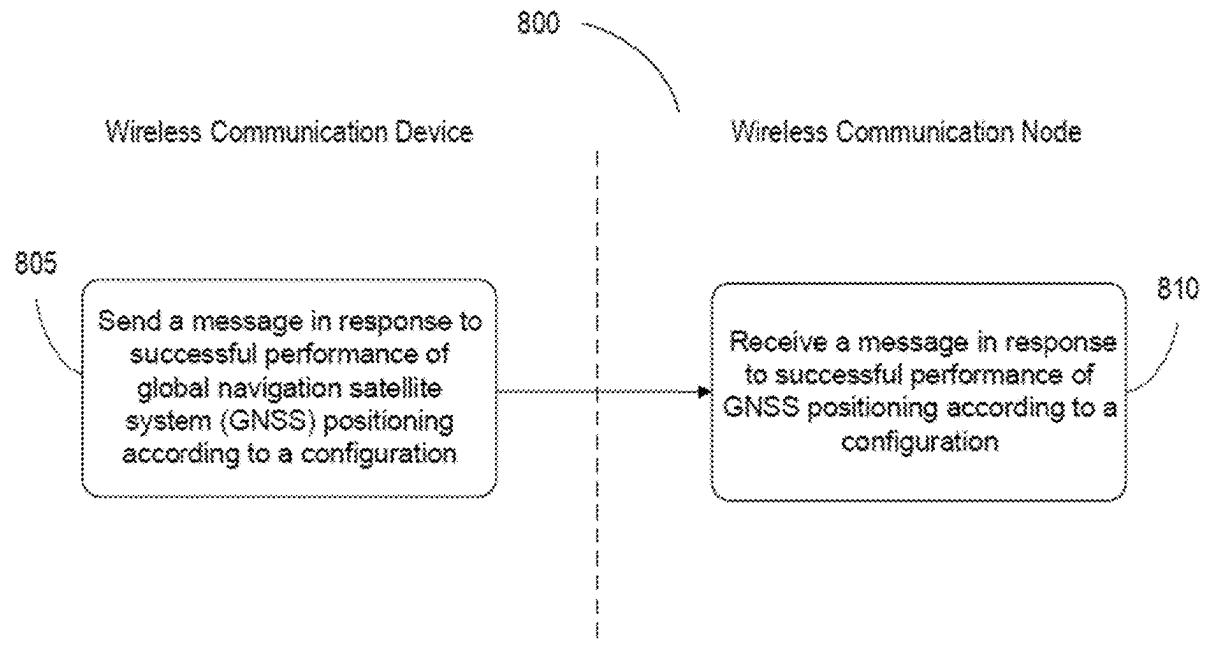 800
Wireless Communication Device
Wireless Communication Node
805
Send a message in response to
successful performance of
global navigation satellite
system (GNSS) positioning
according to a configuration
810
Receive a message in response
to successful performance of
GNSS positioning according to a
configuration